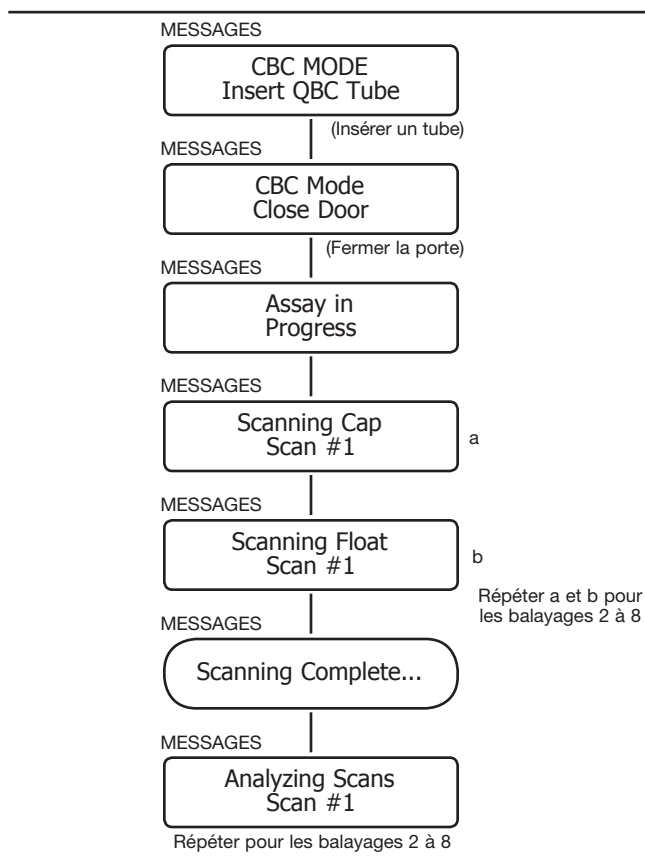 MESSAGES
CBC MODE
Insert QBC Tube
(Insérer un tube)
MESSAGES
CBC Mode
Close Door
(Fermer la porte)
MESSAGES
Assay in
Progress
MESSAGES
Scanning Cap
Scan #1
a
MESSAGES
Scanning Float
Scan #1
b
Répéter a et b pour
les balayages 2 à 8
MESSAGES
Scanning Complete...
MESSAGES
Analyzing Scans
Scan #1
Répéter pour les balayages 2 à 8